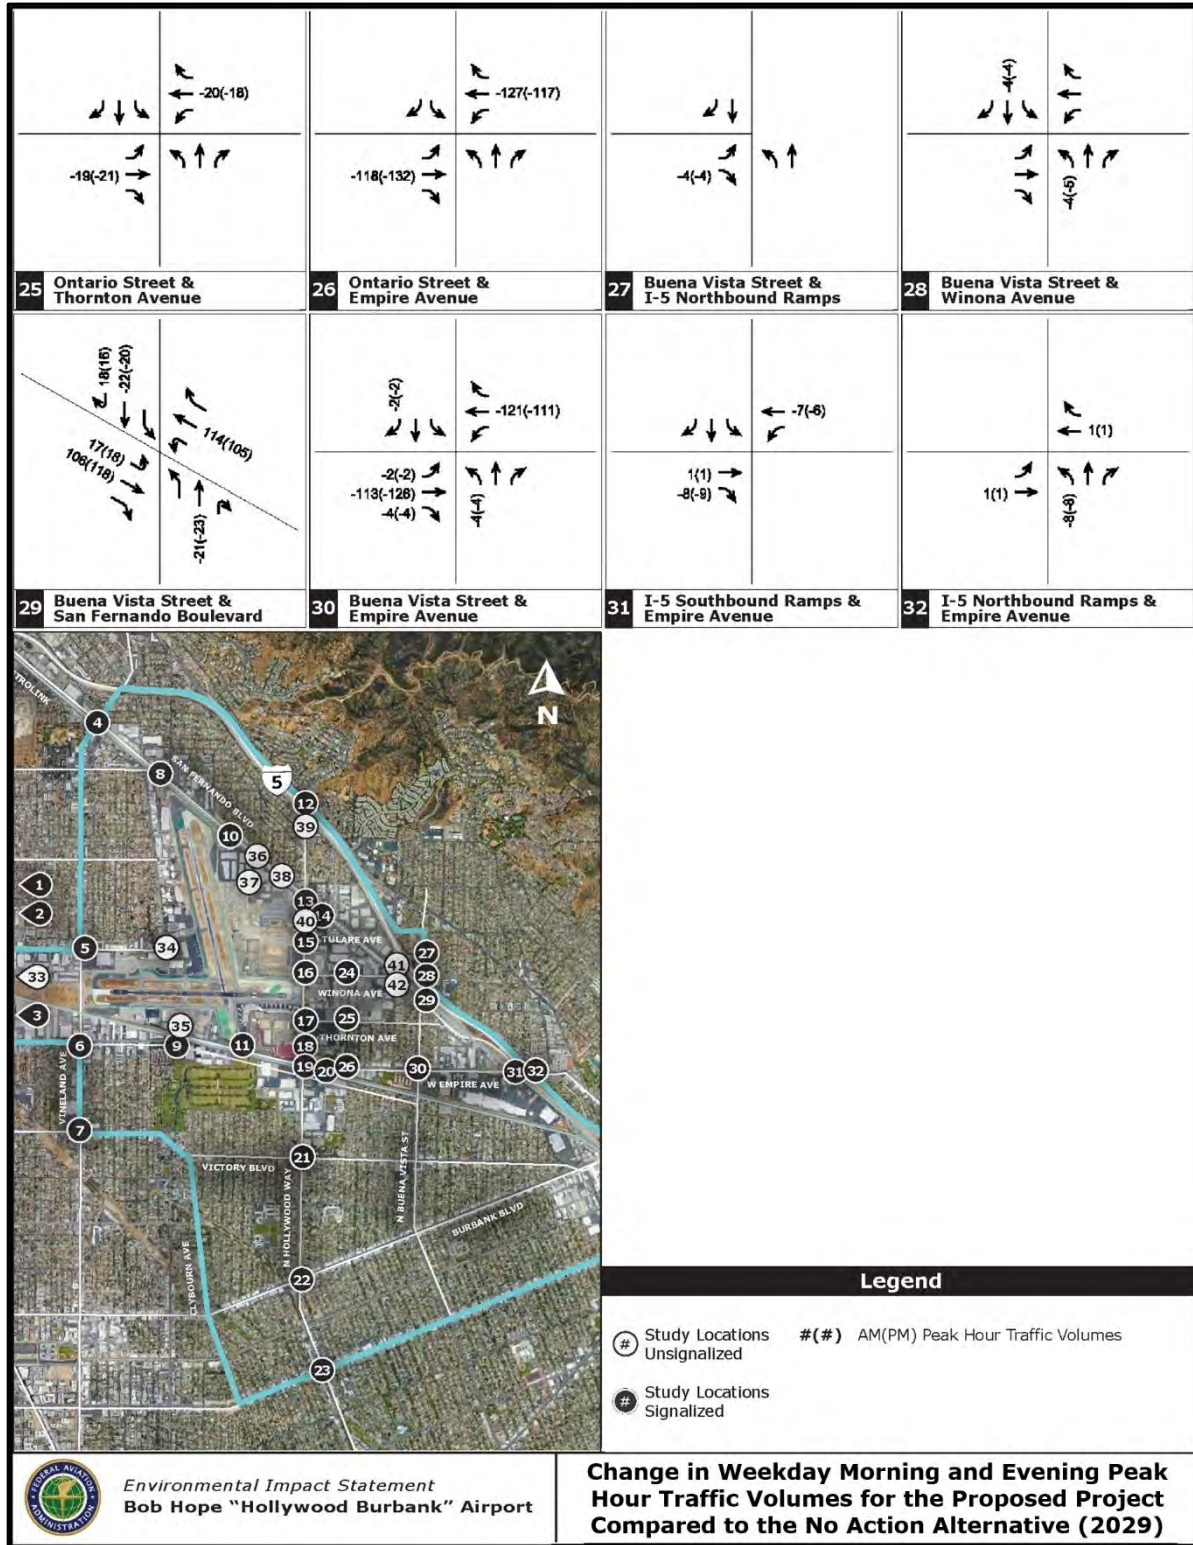 -20(-18)
-19(-21)
25 Ontario Street &
Thornton Avenue
-127(-117)
-118(-132)
26 Ontario Street &
Empire Avenue
-4(-4)
27 Buena Vista Street &
I-5 Northbound Ramps
-4(-4)
-4(-5)
28 Buena Vista Street &
Winona Avenue
18(16)
-22(-20)
114(105)
17(18)
106(118)
-21(-23)
29 Buena Vista Street &
San Fernando Boulevard
-2(-2)
-121(-111)
-2(-2)
-113(-126)
-4(-4)
-4(-4)
30 Buena Vista Street &
Empire Avenue
-7(-6)
1(1)
-8(-9)
31 I-5 Southbound Ramps &
Empire Avenue
1(1)
1(1)
-8(-8)
32 I-5 Northbound Ramps &
Empire Avenue
TROLINK
N
4
8
SAN FERNANDO BLVD
5
12
39
10
36
37
38
1
2
13
14
40
15
TULARE AVE
5
34
27
41
33
16
24
28
42
WINONA AVE
29
3
35
17
25
THORNTON AVE
6
9
11
18
19
20
26
30
31
32
W EMPIRE AVE
VINELAND AVE
7
21
VICTORY BLVD
N HOLLYWOOD WAY
N BUENA VISTA ST
BURBANK BLVD
CLYBOURN AVE
22
23
Legend
# Study Locations
Unsignalized
#(#) AM(PM) Peak Hour Traffic Volumes
# Study Locations
Signalized
FEDERAL AVIATION
ADMINISTRATION
Environmental Impact Statement
Bob Hope "Hollywood Burbank" Airport
Change in Weekday Morning and Evening Peak
Hour Traffic Volumes for the Proposed Project
Compared to the No Action Alternative (2029)